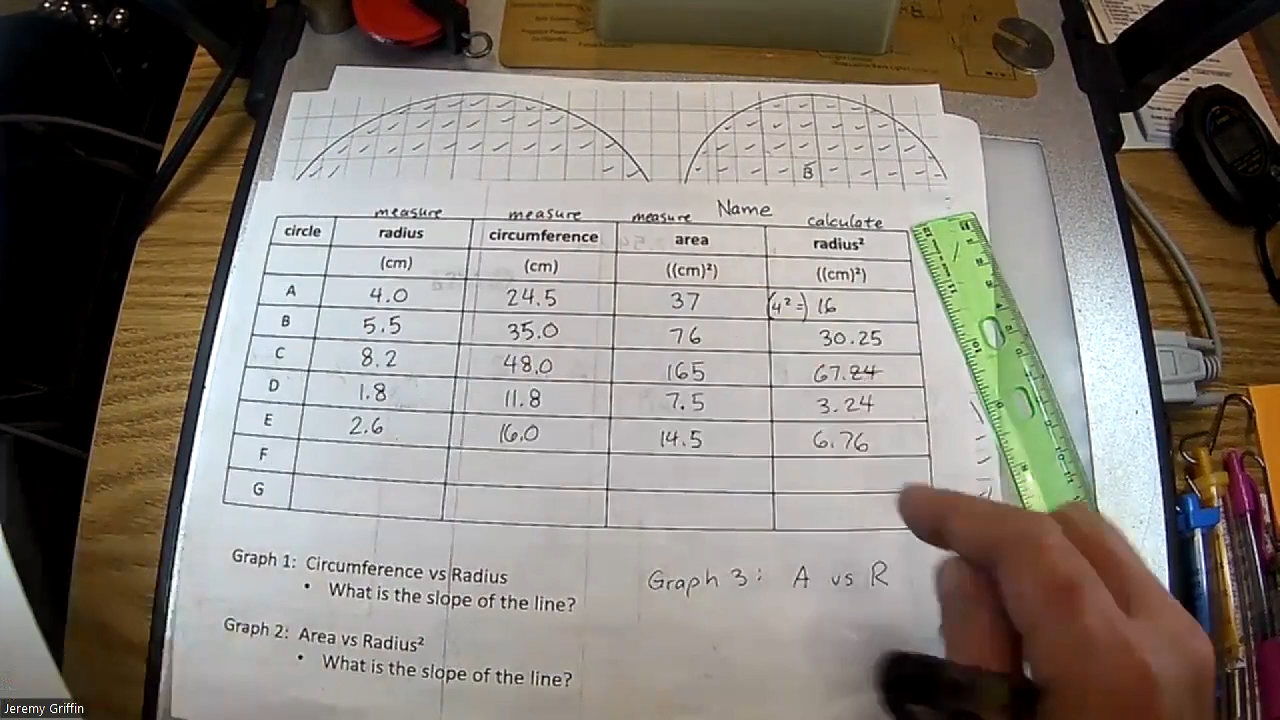 B
Name
measure measure measure calculate
circle radius circumference area radius²
(cm) (cm) ((cm)²) ((cm)²)
A 4.0 24.5 37 (4²=) 16
B 5.5 35.0 76 30.25
C 8.2 48.0 165 67.24
D 1.8 11.8 7.5 3.24
E 2.6 16.0 14.5 6.76
F
G
Graph 1: Circumference vs Radius
• What is the slope of the line?
Graph 3: A vs R
Graph 2: Area vs Radius²
• What is the slope of the line?
Jeremy Griffin